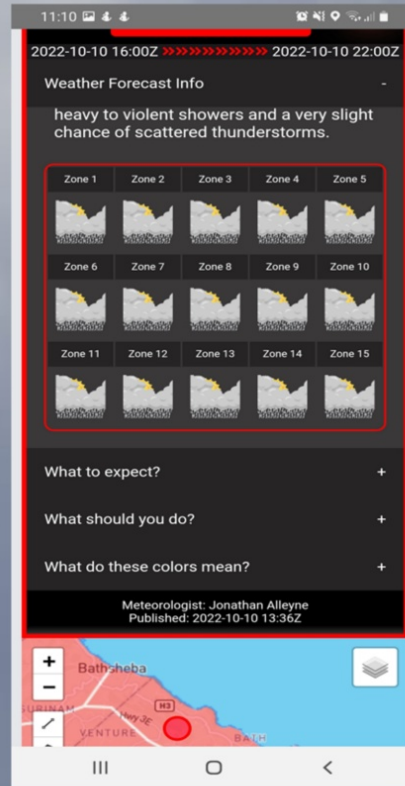 11:10
2022-10-10 16:00Z »»»»»» 2022-10-10 22:00Z
Weather Forecast Info -
heavy to violent showers and a very slight
chance of scattered thunderstorms.
Zone 1 Zone 2 Zone 3 Zone 4 Zone 5
Zone 6 Zone 7 Zone 8 Zone 9 Zone 10
Zone 11 Zone 12 Zone 13 Zone 14 Zone 15
What to expect? +
What should you do? +
What do these colors mean? +
Meteorologist: Jonathan Alleyne
Published: 2022-10-10 13:36Z
+
Bathsheba
−
H3
Hwy 3E
VENTURE
BATH